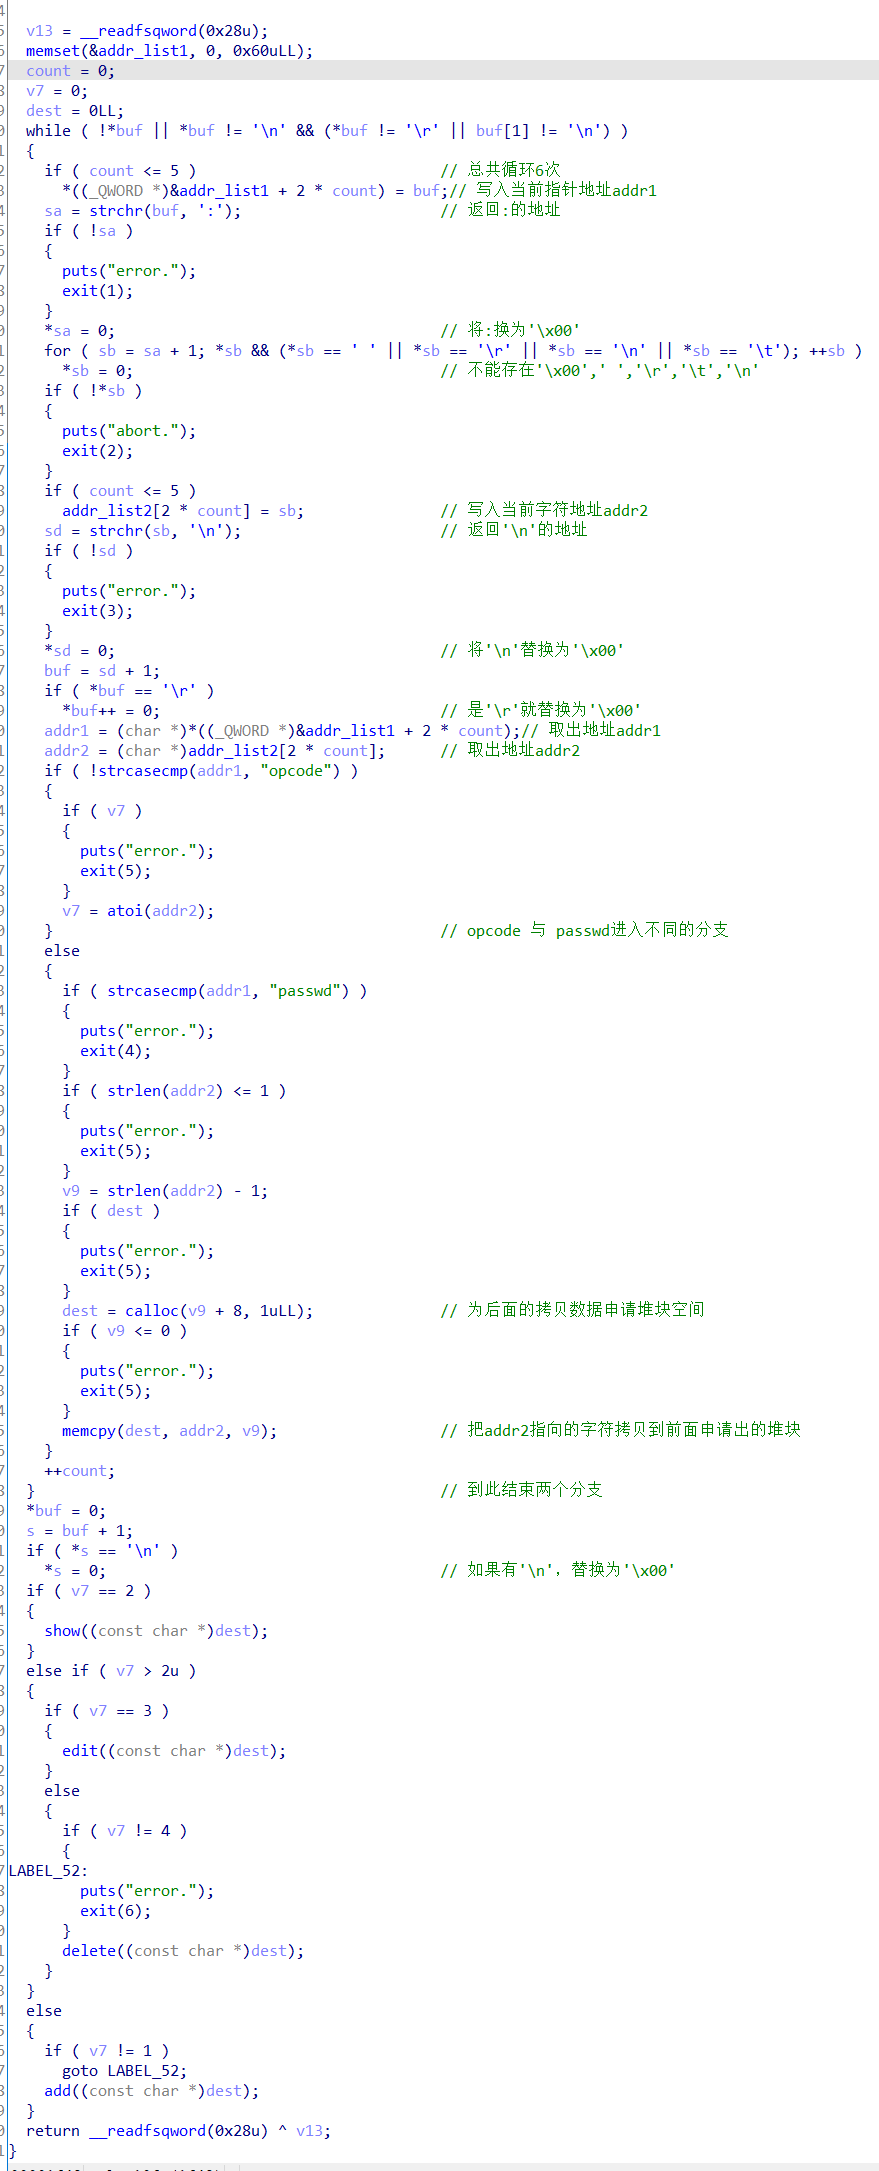 v13 = __readfsqword(0x28u);
memset(&addr_list1, 0, 0x60uLL);
count = 0;
v7 = 0;
dest = 0LL;
while ( !*buf || *buf != '\n' && (*buf != '\r' || buf[1] != '\n') )
{
if ( count <= 5 ) // 总共循环6次
*((_QWORD *)&addr_list1 + 2 * count) = buf;// 写入当前指针地址addr1
sa = strchr(buf, ':'); // 返回:的地址
if ( !sa )
{
puts("error.");
exit(1);
}
*sa = 0; // 将:换为'\x00'
for ( sb = sa + 1; *sb && (*sb == ' ' || *sb == '\r' || *sb == '\n' || *sb == '\t'); ++sb )
*sb = 0; // 不能存在'\x00',' ','\r','\t','\n'
if ( !*sb )
{
puts("abort.");
exit(2);
}
if ( count <= 5 )
addr_list2[2 * count] = sb; // 写入当前字符地址addr2
sd = strchr(sb, '\n'); // 返回'\n'的地址
if ( !sd )
{
puts("error.");
exit(3);
}
*sd = 0; // 将'\n'替换为'\x00'
buf = sd + 1;
if ( *buf == '\r' )
*buf++ = 0; // 是'\r'就替换为'\x00'
addr1 = (char *)*((_QWORD *)&addr_list1 + 2 * count);// 取出地址addr1
addr2 = (char *)addr_list2[2 * count]; // 取出地址addr2
if ( !strcasecmp(addr1, "opcode") )
{
if ( v7 )
{
puts("error.");
exit(5);
}
v7 = atoi(addr2);
} // opcode 与 passwd进入不同的分支
else
{
if ( strcasecmp(addr1, "passwd") )
{
puts("error.");
exit(4);
}
if ( strlen(addr2) <= 1 )
{
puts("error.");
exit(5);
}
v9 = strlen(addr2) - 1;
if ( dest )
{
puts("error.");
exit(5);
}
dest = calloc(v9 + 8, 1uLL); // 为后面的拷贝数据申请堆块空间
if ( v9 <= 0 )
{
puts("error.");
exit(5);
}
memcpy(dest, addr2, v9); // 把addr2指向的字符拷贝到前面申请出的堆块
}
++count;
} // 到此结束两个分支
*buf = 0;
s = buf + 1;
if ( *s == '\n' )
*s = 0; // 如果有'\n'，替换为'\x00'
if ( v7 == 2 )
{
show((const char *)dest);
}
else if ( v7 > 2u )
{
if ( v7 == 3 )
{
edit((const char *)dest);
}
else
{
if ( v7 != 4 )
{
LABEL_52:
puts("error.");
exit(6);
}
delete((const char *)dest);
}
}
else
{
if ( v7 != 1 )
goto LABEL_52;
add((const char *)dest);
}
return __readfsqword(0x28u) ^ v13;
}